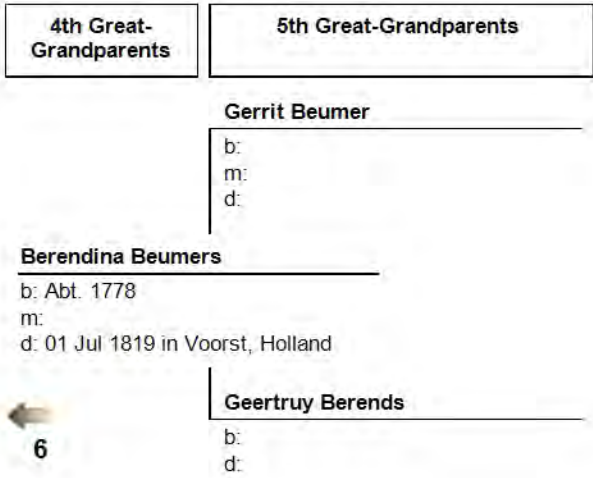 4th Great-
Grandparents
5th Great-Grandparents
Gerrit Beumer
b:
m:
d:
Berendina Beumers
b: Abt. 1778
m:
d: 01 Jul 1819 in Voorst, Holland
Geertruy Berends
b:
d:
6